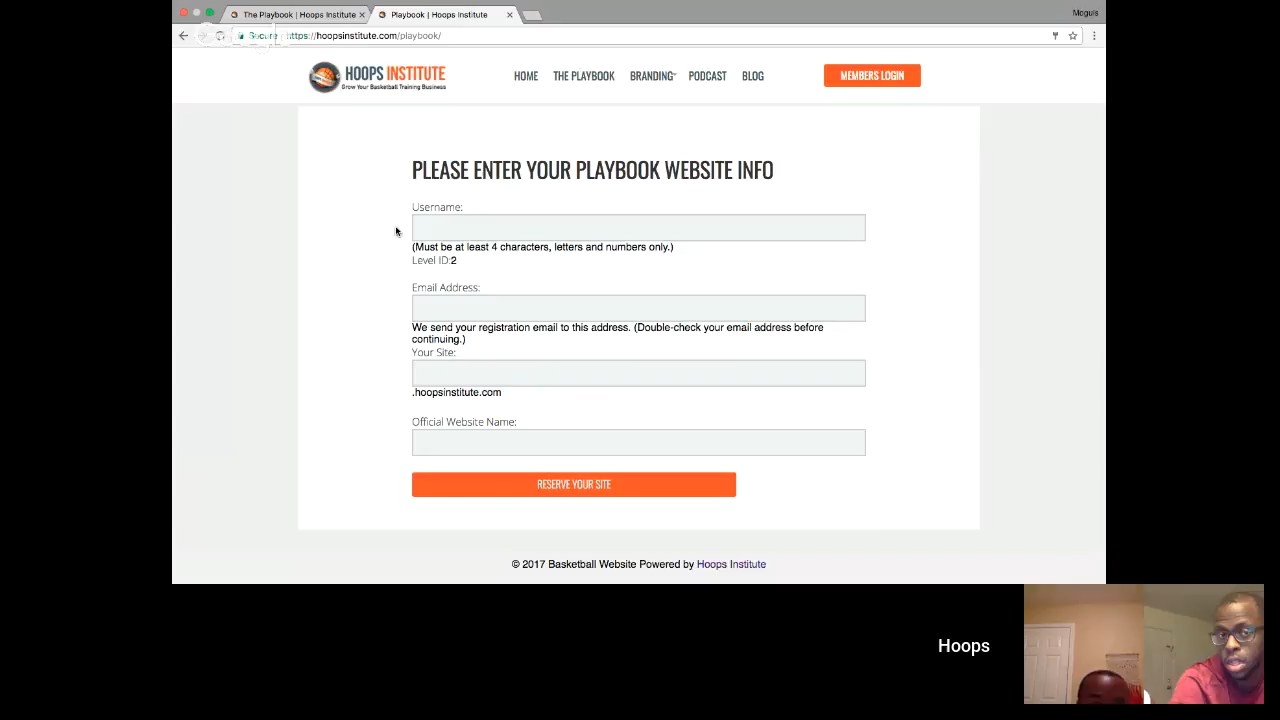 The Playbook | Hoops Institute
Playbook | Hoops Institute
Moguls
Secure
https://hoopsinstitute.com/playbook/
HOOPS INSTITUTE
Grow Your Basketball Training Business
HOME THE PLAYBOOK BRANDING PODCAST BLOG
MEMBERS LOGIN
PLEASE ENTER YOUR PLAYBOOK WEBSITE INFO
Username:
(Must be at least 4 characters, letters and numbers only.)
Level ID:2
Email Address:
We send your registration email to this address. (Double-check your email address before
continuing.)
Your Site:
.hoopsinstitute.com
Official Website Name:
RESERVE YOUR SITE
© 2017 Basketball Website Powered by Hoops Institute
Hoops